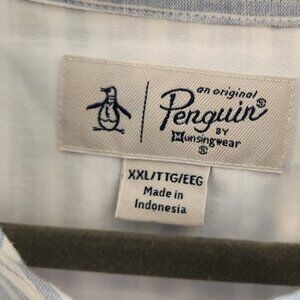 an original
Penguin®
BY
Munsingwear
®
XXL/TTG/EEG
Made in
Indonesia